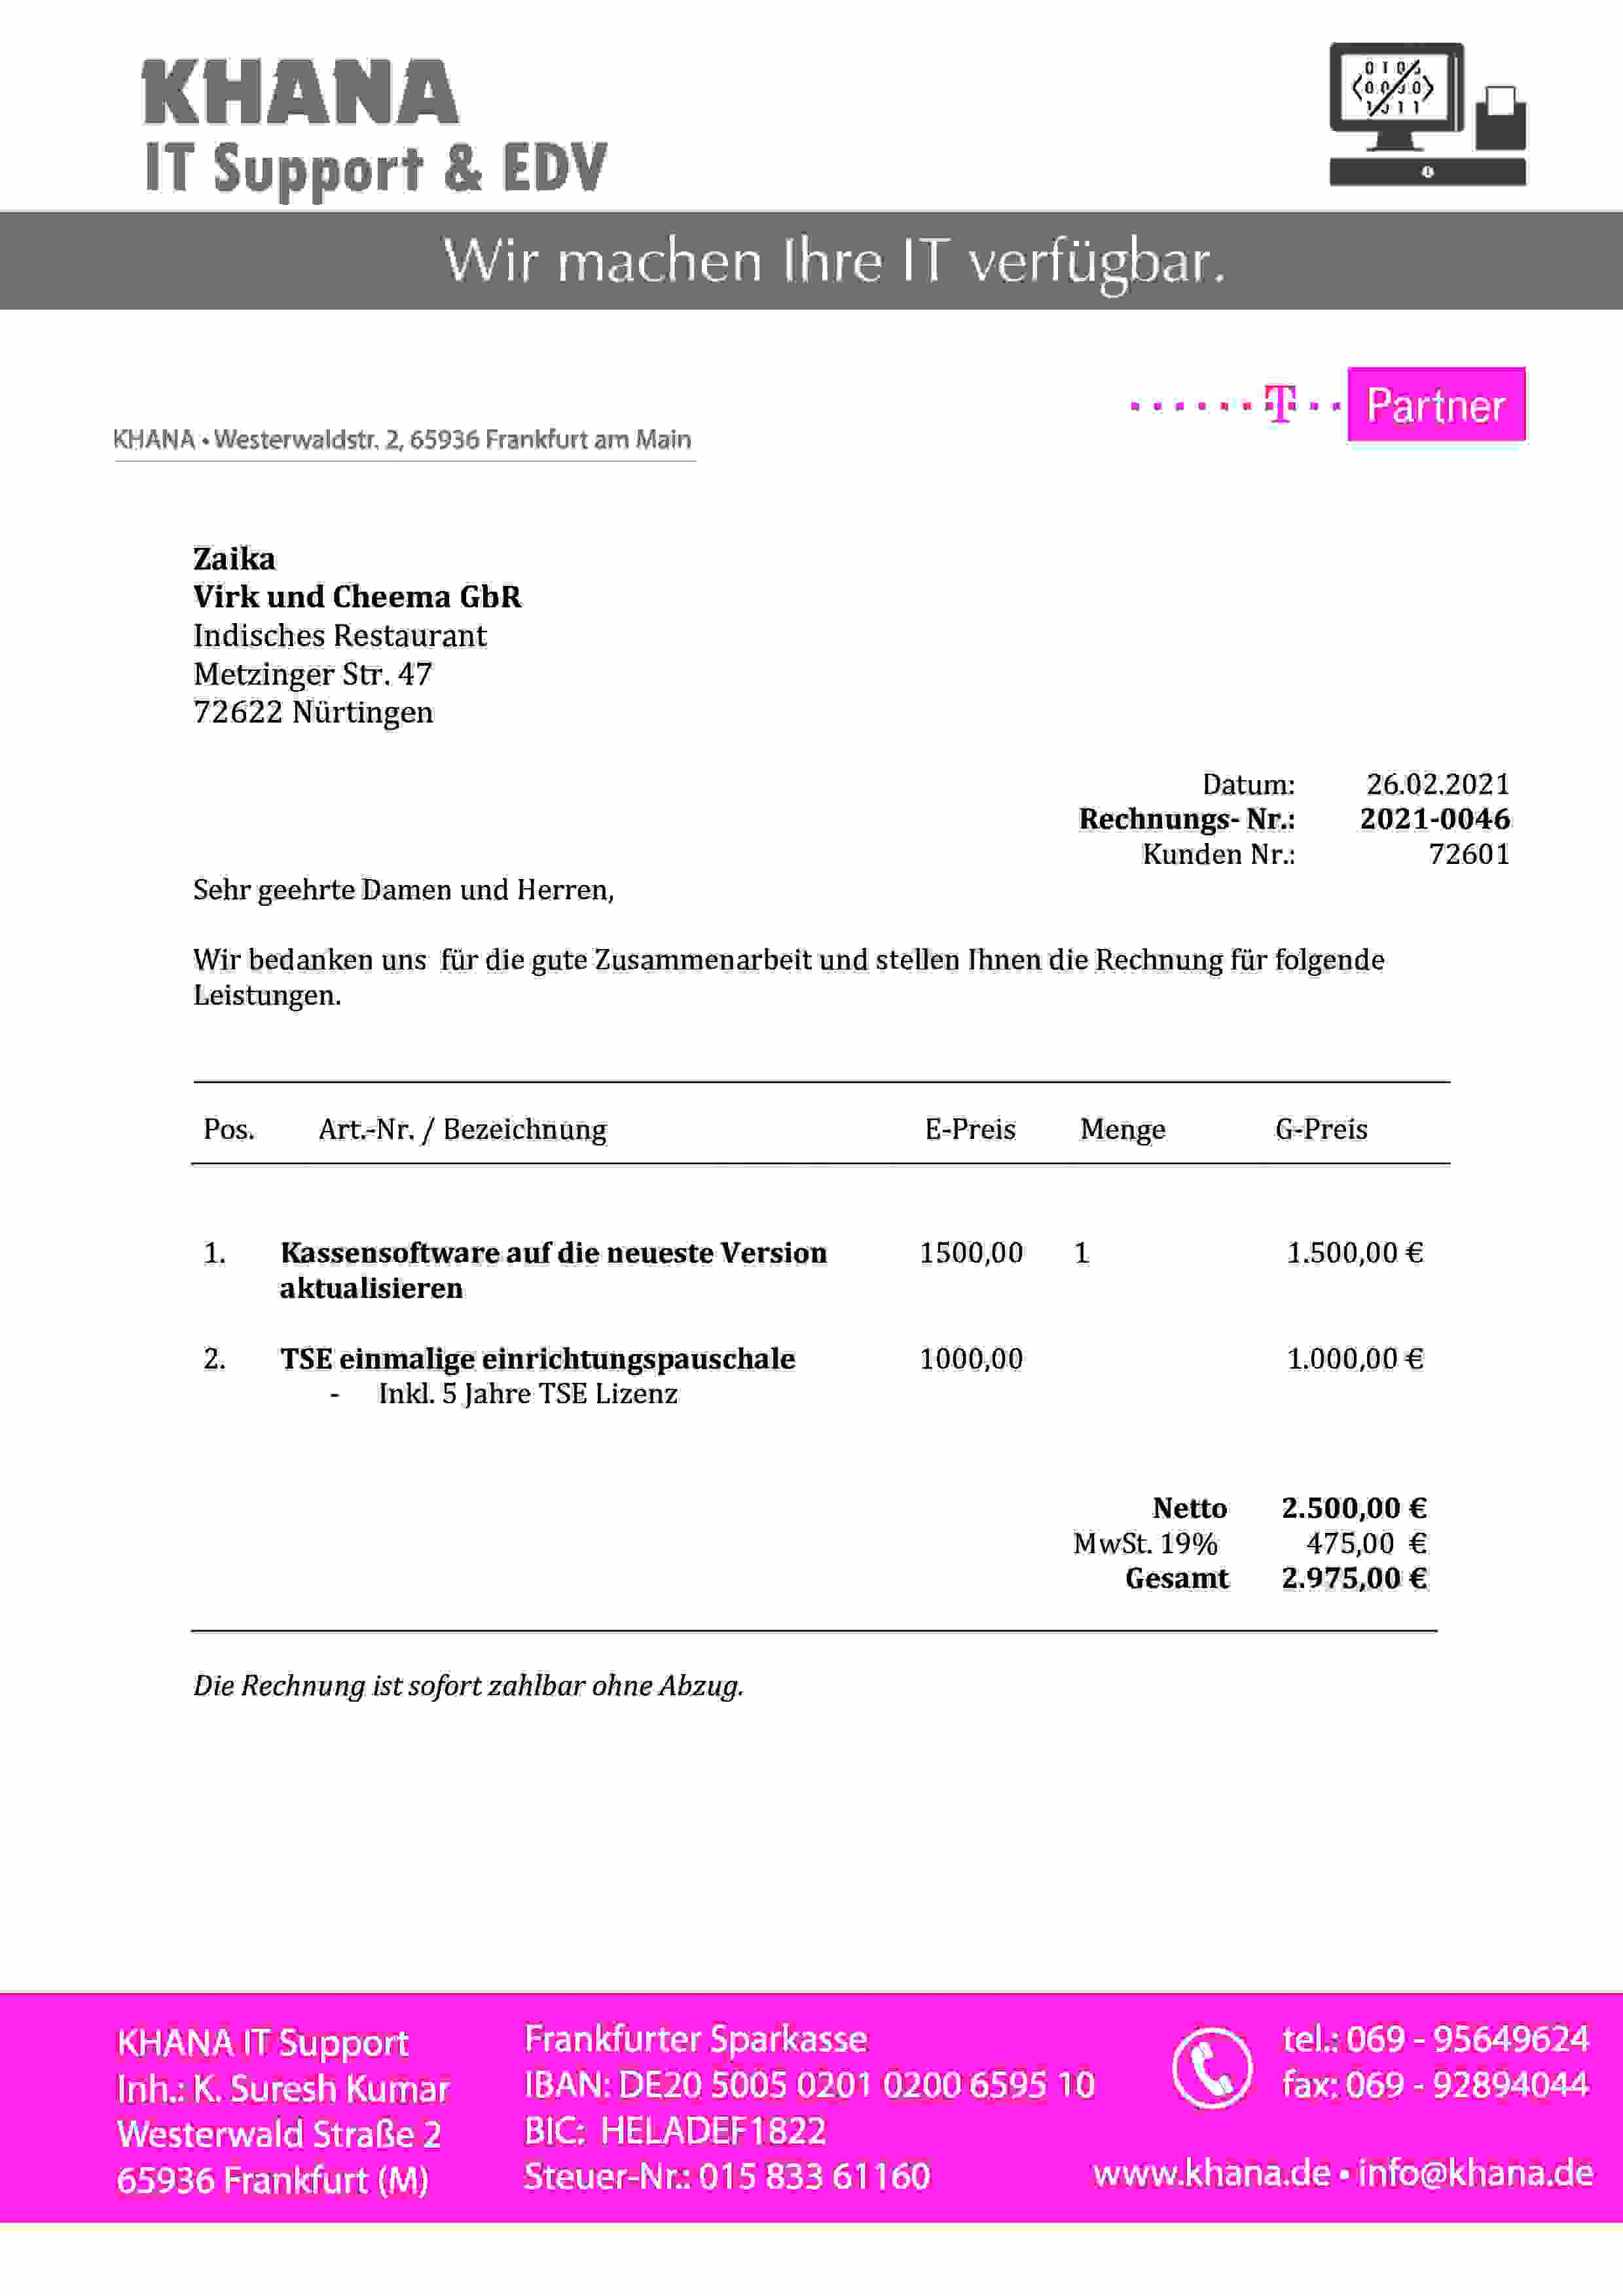 KHANA
IT Support & EDV
Wir machen Ihre IT verfügbar.
T Partner
KHANA • Westerwaldstr. 2, 65936 Frankfurt am Main
Zaika
Virk und Cheema GbR
Indisches Restaurant
Metzinger Str. 47
72622 Nürtingen
Datum: 26.02.2021
Rechnungs- Nr.: 2021-0046
Kunden Nr.: 72601
Sehr geehrte Damen und Herren,
Wir bedanken uns für die gute Zusammenarbeit und stellen Ihnen die Rechnung für folgende
Leistungen.
Pos. Art.-Nr. / Bezeichnung E-Preis Menge G-Preis
1. Kassensoftware auf die neueste Version 1500,00 1 1.500,00 €
aktualisieren
2. TSE einmalige einrichtungspauschale 1000,00 1.000,00 €
- Inkl. 5 Jahre TSE Lizenz
Netto 2.500,00 €
MwSt. 19% 475,00 €
Gesamt 2.975,00 €
Die Rechnung ist sofort zahlbar ohne Abzug.
KHANA IT Support
Inh.: K. Suresh Kumar
Westerwald Straße 2
65936 Frankfurt (M)
Frankfurter Sparkasse
IBAN: DE20 5005 0201 0200 6595 10
BIC: HELADEF1822
Steuer-Nr.: 015 833 61160
tel.: 069 - 95649624
fax: 069 - 92894044
www.khana.de • info@khana.de